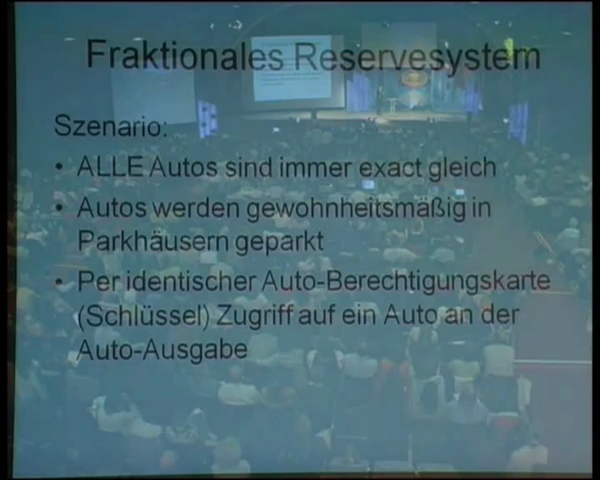 Fraktionales Reservesystem
Szenario:
• ALLE Autos sind immer exact gleich
• Autos werden gewohnheitsmäßig in
Parkhäusern geparkt
• Per identischer Auto-Berechtigungskarte
(Schlüssel) Zugriff auf ein Auto an der
Auto-Ausgabe